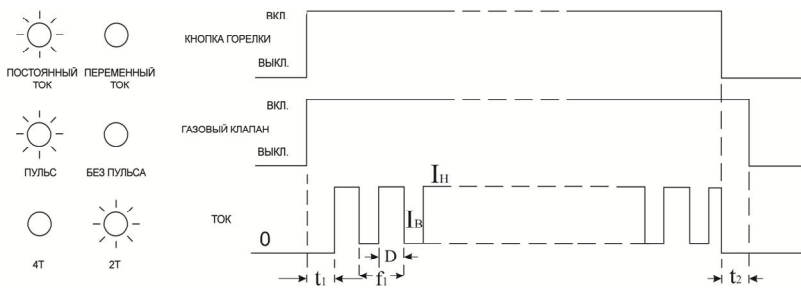 ВКЛ.
КНОПКА ГОРЕЛКИ
ВЫКЛ.
ПОСТОЯННЫЙ ТОК
ПЕРЕМЕННЫЙ ТОК
ВКЛ.
ГАЗОВЫЙ КЛАПАН
ВЫКЛ.
ПУЛЬС
БЕЗ ПУЛЬСА
IН
ТОК
IВ
0
D
4Т
2Т
t1
f1
t2